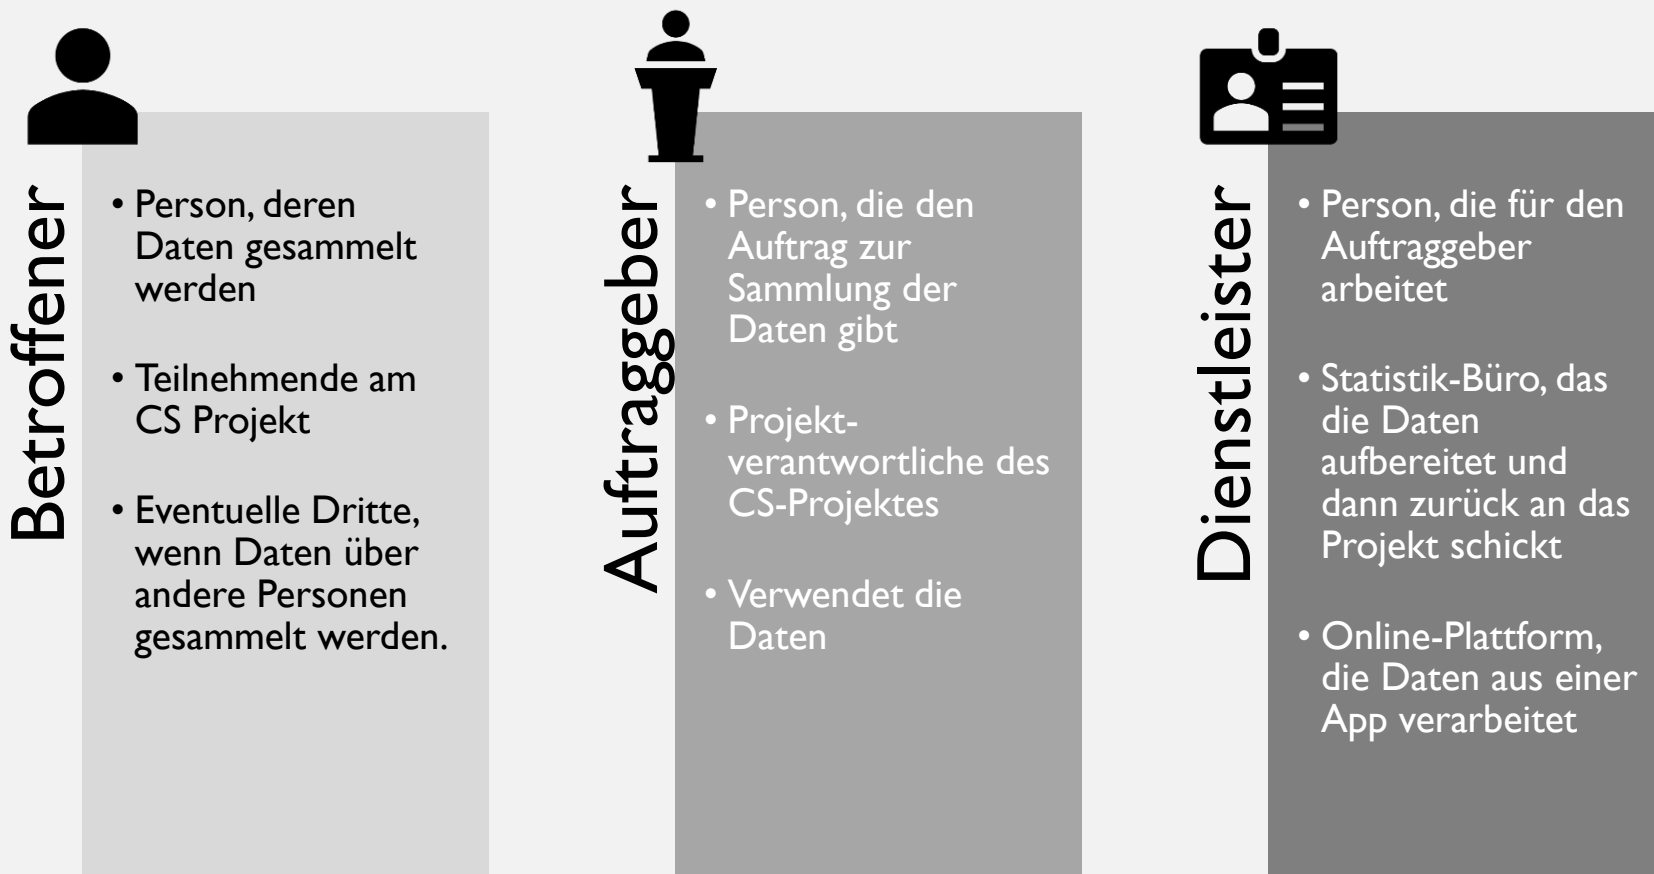 Betroffener
• Person, deren
Daten gesammelt
werden
• Teilnehmende am
CS Projekt
• Eventuelle Dritte,
wenn Daten über
andere Personen
gesammelt werden.
Auftraggeber
• Person, die den
Auftrag zur
Sammlung der
Daten gibt
• Projekt-
verantwortliche des
CS-Projektes
• Verwendet die
Daten
Dienstleister
• Person, die für den
Auftraggeber
arbeitet
• Statistik-Büro, das
die Daten
aufbereitet und
dann zurück an das
Projekt schickt
• Online-Plattform,
die Daten aus einer
App verarbeitet